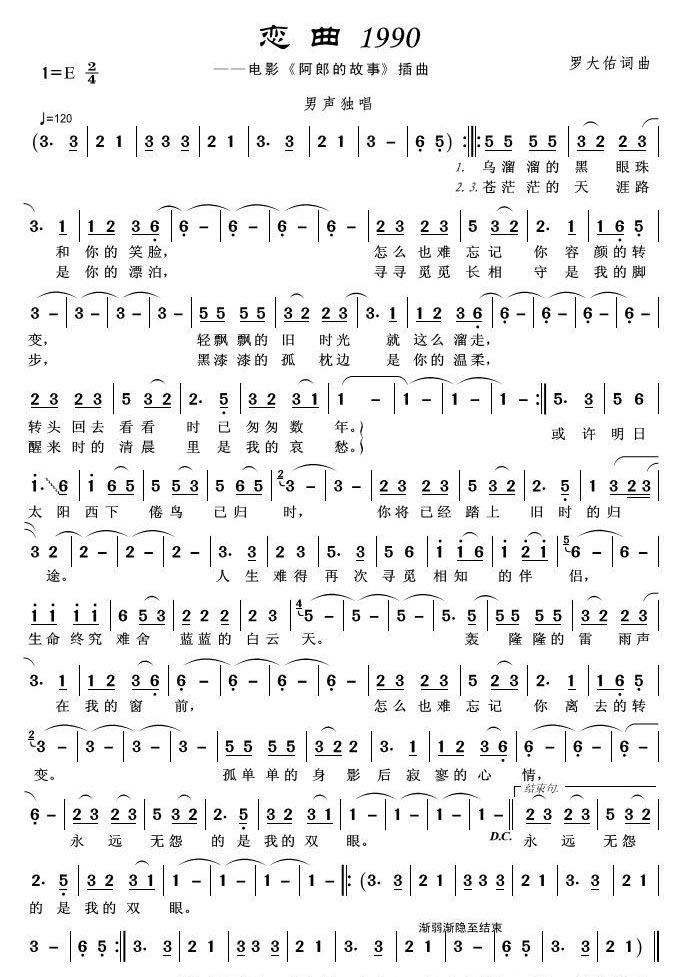 恋曲 1990
1=E 2/4
——电影《阿郎的故事》插曲
罗大佑词曲
男声独唱
♩=120
(3. 3 | 2 1 | 3 3 3 | 2 1 | 3. 3 | 2 1 | 3 - | 6 5) :||: 5 5 5 5 | 3 2 2 3 |
1. 乌溜溜的黑 眼珠
2. 3. 苍茫茫的天 涯路
3. 1 | 1 2 3 6 | 6 - | 6 - | 6 - | 2 3 2 3 | 5 3 2 | 2. 1 | 1 6 5 |
和你的笑脸, 怎么也难忘记 你容颜的转
是你的漂泊, 寻寻觅觅长相 守是我的脚
3 - | 3 - | 3 - | 3 - | 5 5 5 5 | 3 2 2 3 | 3. 1 | 1 2 3 6 | 6 - | 6 - | 6 - |
变, 轻飘飘的旧 时光 就这么溜走,
步, 黑漆漆的孤 枕边 是你的温柔,
2 3 2 3 | 5 3 2 | 2. 5 | 3 2 3 1 | 1 - | 1 - | 1 - | 1 - :|| 5. 3 | 5 6 |
转头回去看看 时已匆匆数 年。
醒来时的清晨 里是我的哀 愁。
或许明日
1. 6 | 1 6 5 | 5 5 3 | 5 6 5 | 2 3 - | 3 - | 2 3 2 3 | 5 3 2 | 2. 5 | 1 3 2 3 |
太阳西下 倦鸟 已归 时, 你将已经踏上 旧时的归
3 2 | 2 - | 2 - | 2 - | 3. 3 | 2 3 | 5. 3 | 5 6 | 1 1 6 | 1 2 1 | 5 6 - | 6 - |
途。 人生难得再次寻觅相知 的伴 侣,
1 1 1 1 | 6 5 3 | 2 2 2 | 2 3 | 4 5 - | 5 - | 5 - | 5. 5 | 5 5 5 | 3 2 2 3 |
生命终究难舍 蓝蓝的白云 天。 轰 隆隆的雷 雨声
3. 1 | 1 2 3 6 | 6 - | 6 - | 6 - | 6 - | 2 3 2 3 | 5 2 3 | 2. 1 | 1 6 5 |
在我的窗 前, 怎么也难忘记 你离去的转
2 3 - | 3 - | 3 - | 3 - | 5 5 5 5 | 3 2 2 | 3. 1 | 1 2 3 6 | 6 - | 6 - | 6 - |
变。 孤单单的身 影后寂寥的心 情,
结束句.
6 - | 2 3 2 3 | 5 3 2 | 2. 5 | 3 2 3 1 | 1 - | 1 - | 1 - | 1 - || 2 3 2 3 | 5 3 2 |
永远无怨 的是我的双 眼。 D.C. 永远无怨
2. 5 | 3 2 3 1 | 1 - | 1 - | 1 - | 1 - ||: (3. 3 | 2 1 | 3 3 3 | 2 1 | 3. 3 | 2 1 |
的是我的双 眼。
渐弱渐隐至结束
3 - | 6 5 :|| 3. 3 | 2 1 | 3 3 3 | 2 1 | 3. 3 | 2 1 | 3 - | 6 5 | 3 - | 3 - )||